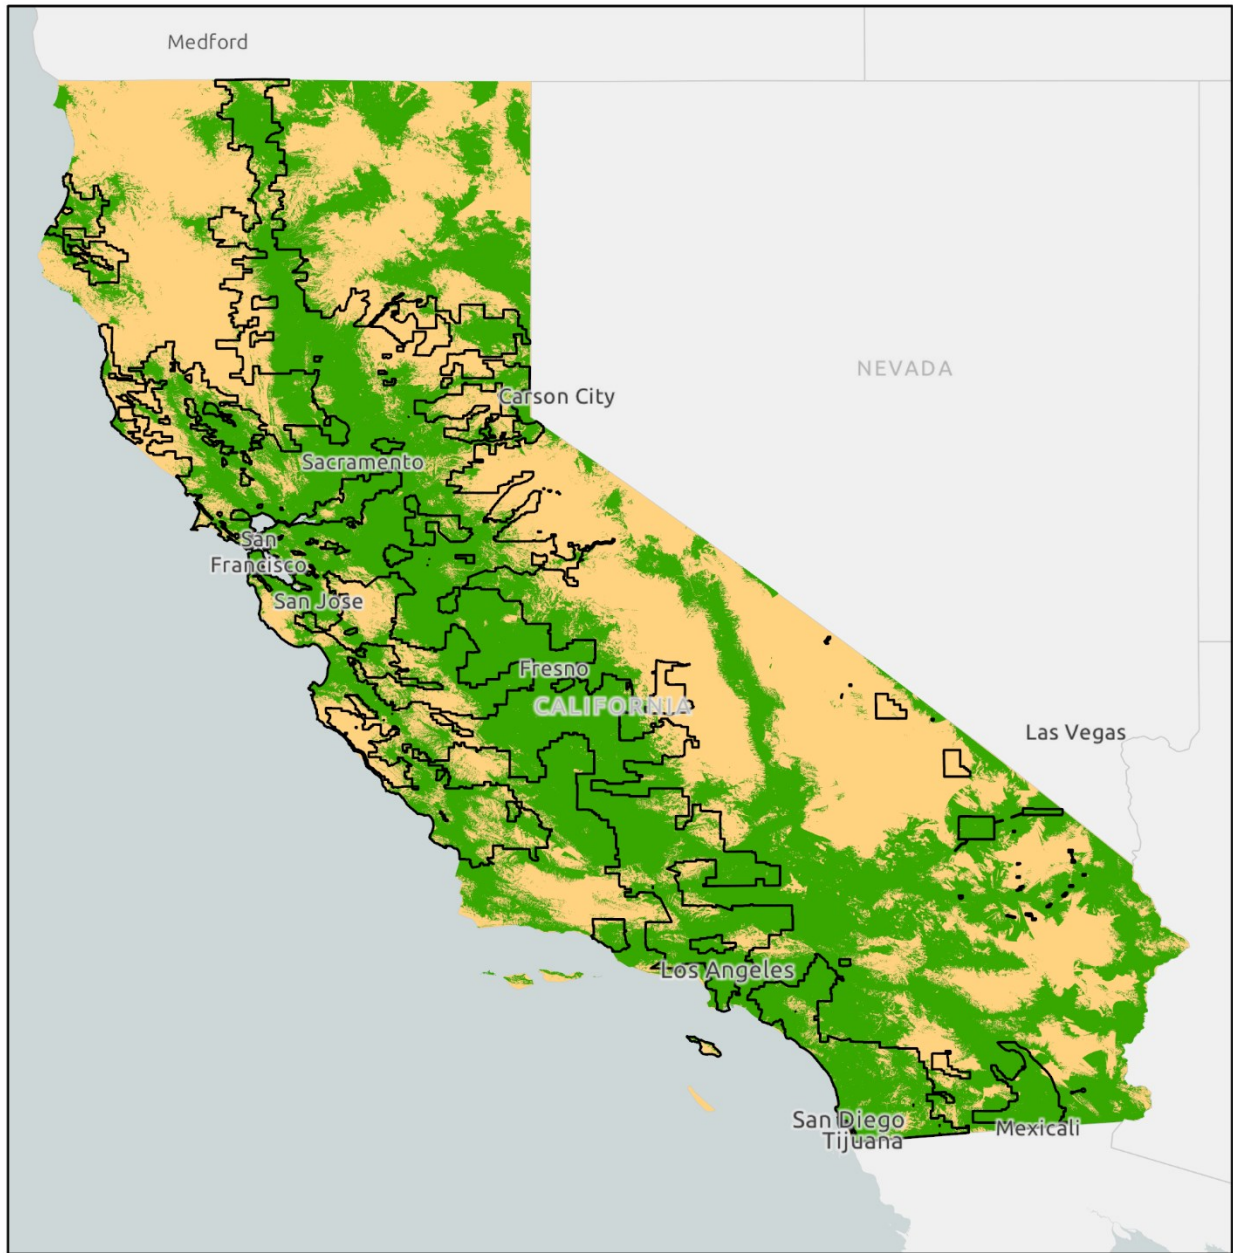 Medford
NEVADA
Carson City
Sacramento
San
Francisco
San Jose
Fresno
CALIFORNIA
Las Vegas
Los Angeles
San Diego
Tijuana
Mexicali